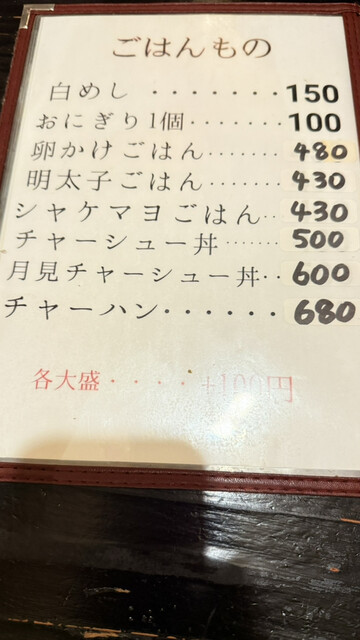 ごはんもの
白めし ・・・・・・・150
おにぎり1個・・・・・・・100
卵かけごはん・・・・・・・480
明太子ごはん・・・・・・・430
シャケマヨごはん・・430
チャーシュー丼・・・・・・500
月見チャーシュー丼・・600
チャーハン・・・・・・680
各大盛・・・・+100円